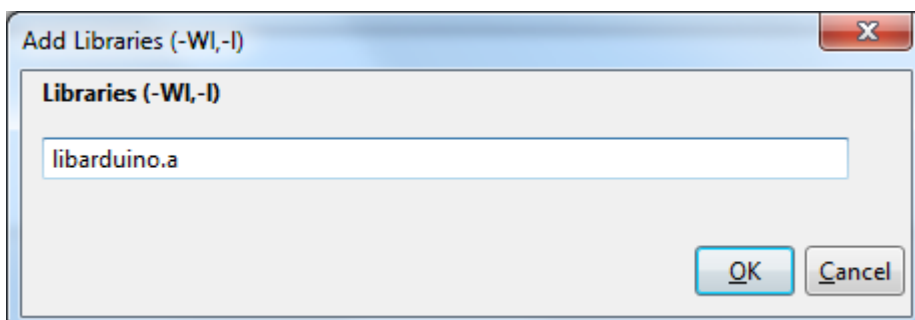 Add Libraries (-Wl,-l)
Libraries (-Wl,-l)
libarduino.a
OK
Cancel